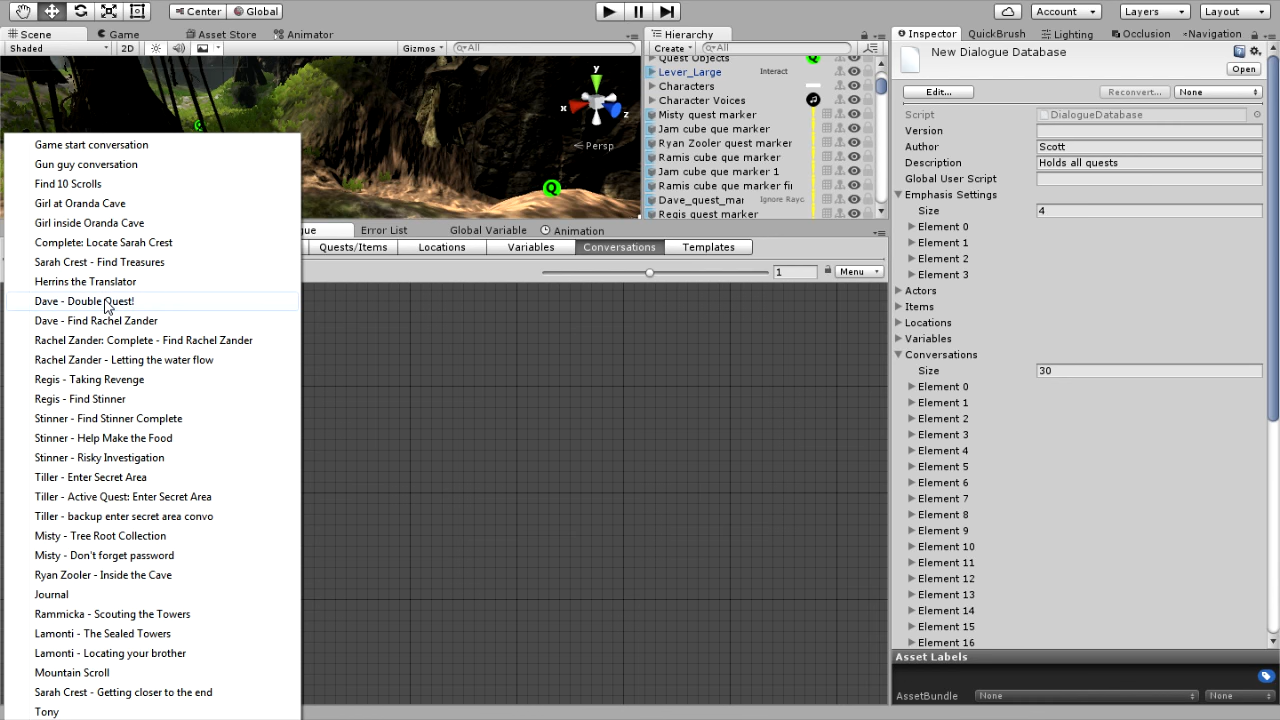 Center Global Account Layers Layout
Scene Game Asset Store Animator
Shaded 2D Gizmos All
y
x
z
Persp
Game start conversation
Gun guy conversation
Find 10 Scrolls
Girl at Oranda Cave
Girl inside Oranda Cave
Complete: Locate Sarah Crest
Sarah Crest - Find Treasures
Herrins the Translator
Dave - Double Quest!
Dave - Find Rachel Zander
Rachel Zander: Complete - Find Rachel Zander
Rachel Zander - Letting the water flow
Regis - Taking Revenge
Regis - Find Stinner
Stinner - Find Stinner Complete
Stinner - Help Make the Food
Stinner - Risky Investigation
Tiller - Enter Secret Area
Tiller - Active Quest: Enter Secret Area
Tiller - backup enter secret area convo
Misty - Tree Root Collection
Misty - Don't forget password
Ryan Zooler - Inside the Cave
Journal
Rammicka - Scouting the Towers
Lamonti - The Sealed Towers
Lamonti - Locating your brother
Mountain Scroll
Sarah Crest - Getting closer to the end
Tony
gue Error List Global Variable Animation
Quests/Items Locations Variables Conversations Templates
1 Menu
Hierarchy
Create All
Quest Objects Q
Lever_Large Interact
Characters
Character Voices
Misty quest marker
Jam cube que marker
Ryan Zooler quest marker
Ramis cube que marker
Jam cube que marker 1
Ramis cube que marker fi
Dave_quest_mar Ignore Rayc
Regis quest marker
Inspector QuickBrush Lighting Occlusion Navigation
New Dialogue Database
Open
Edit... Reconvert... None
Script DialogueDatabase
Version
Author Scott
Description Holds all quests
Global User Script
Emphasis Settings
Size 4
Element 0
Element 1
Element 2
Element 3
Actors
Items
Locations
Variables
Conversations
Size 30
Element 0
Element 1
Element 2
Element 3
Element 4
Element 5
Element 6
Element 7
Element 8
Element 9
Element 10
Element 11
Element 12
Element 13
Element 14
Element 15
Element 16
Asset Labels
AssetBundle None None